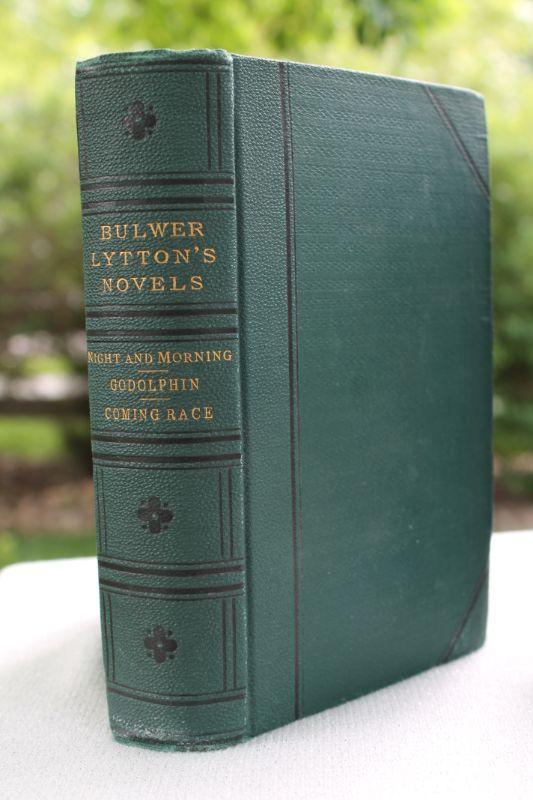 BULWER
LYTTON'S
NOVELS
NIGHT AND MORNING
GODOLPHIN
COMING RACE